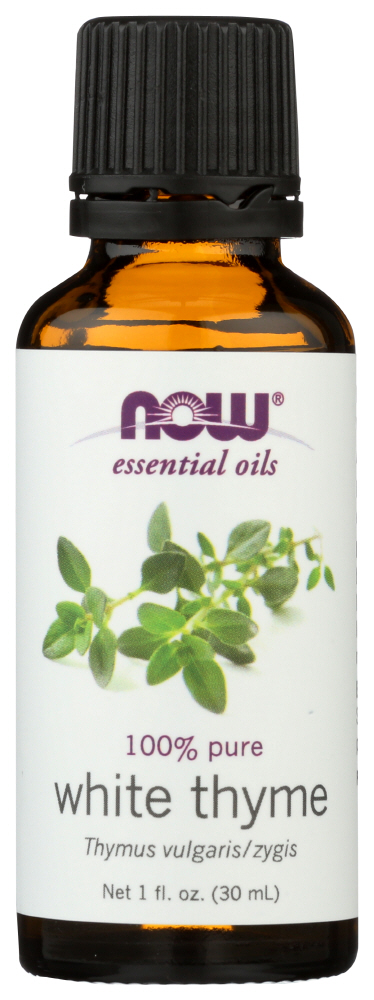 NOW®
essential oils
100% pure
white thyme
Thymus vulgaris/zygis
Net 1 fl. oz. (30 mL)